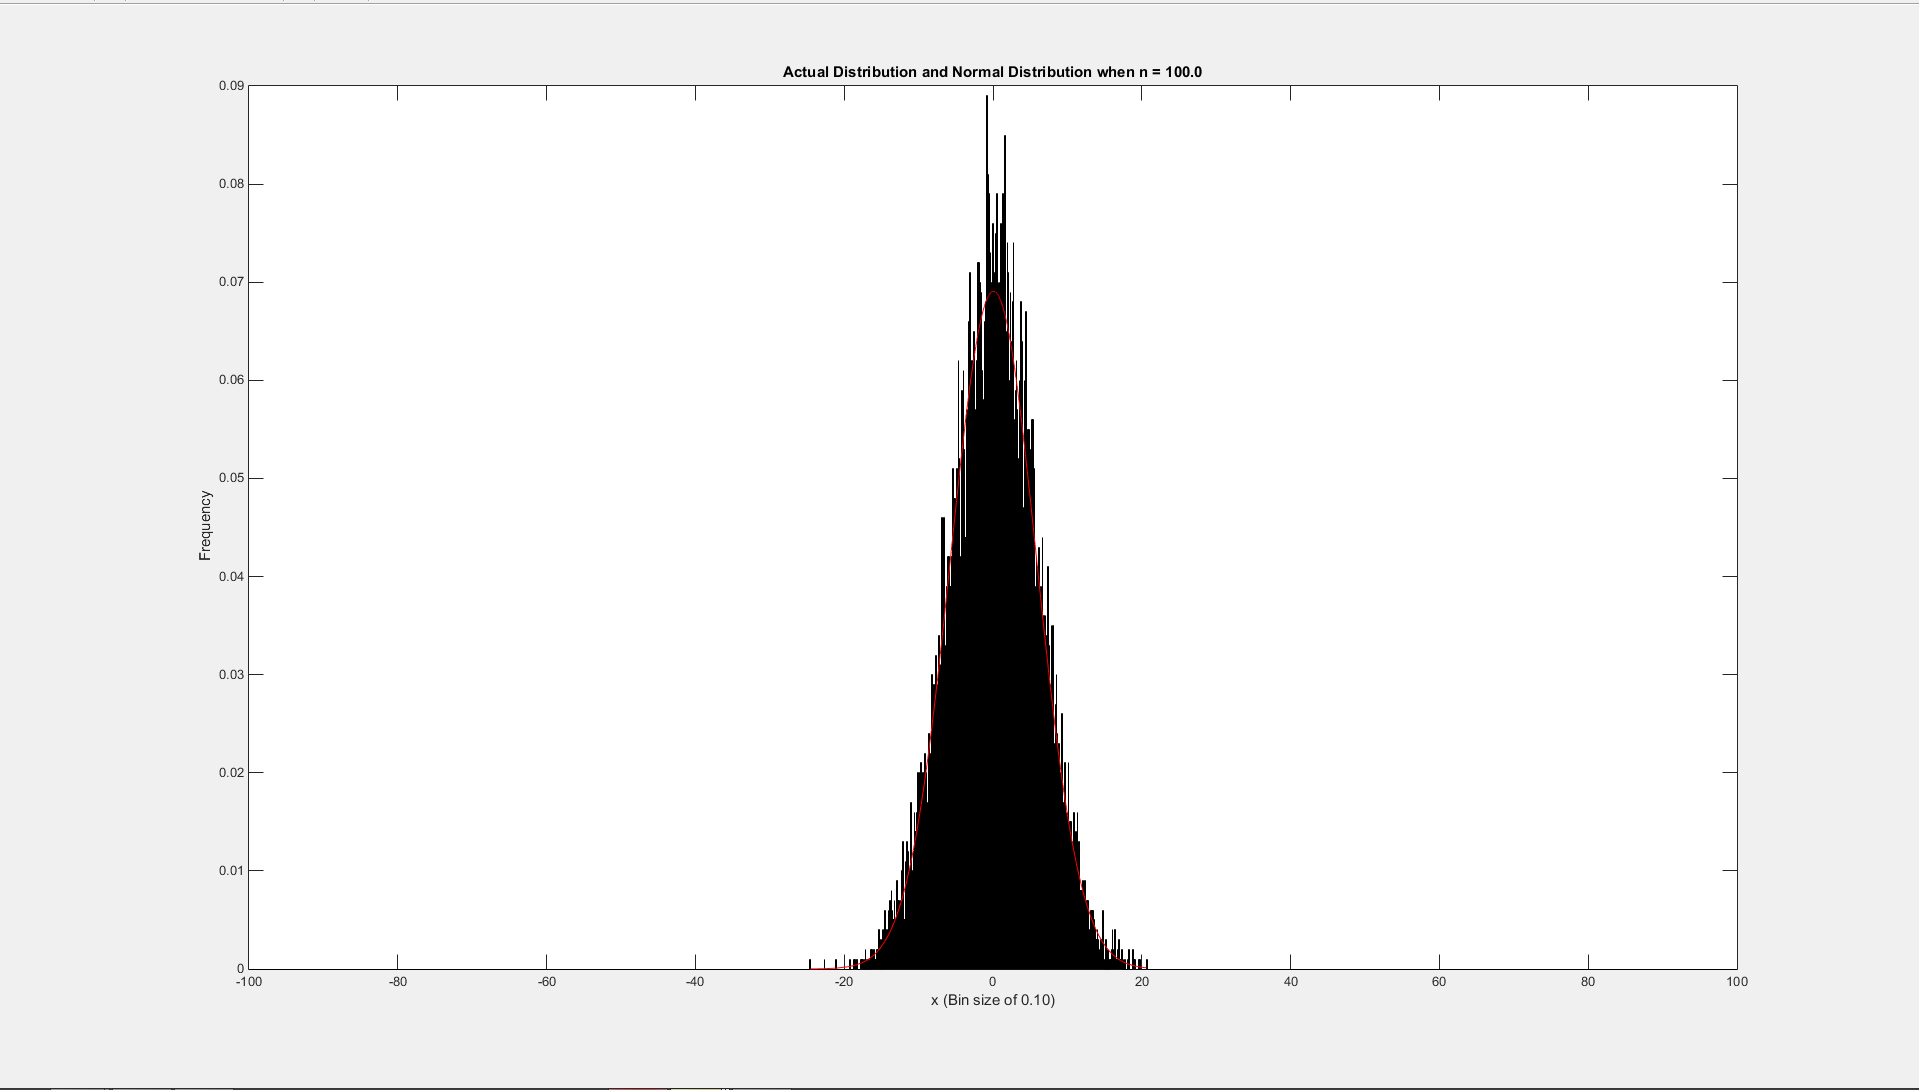 Actual Distribution and Normal Distribution when n = 100.0
0.09
0.08
0.07
0.06
0.05
0.04
0.03
0.02
0.01
0
Frequency
-100 -80 -60 -40 -20 0 20 40 60 80 100
x (Bin size of 0.10)